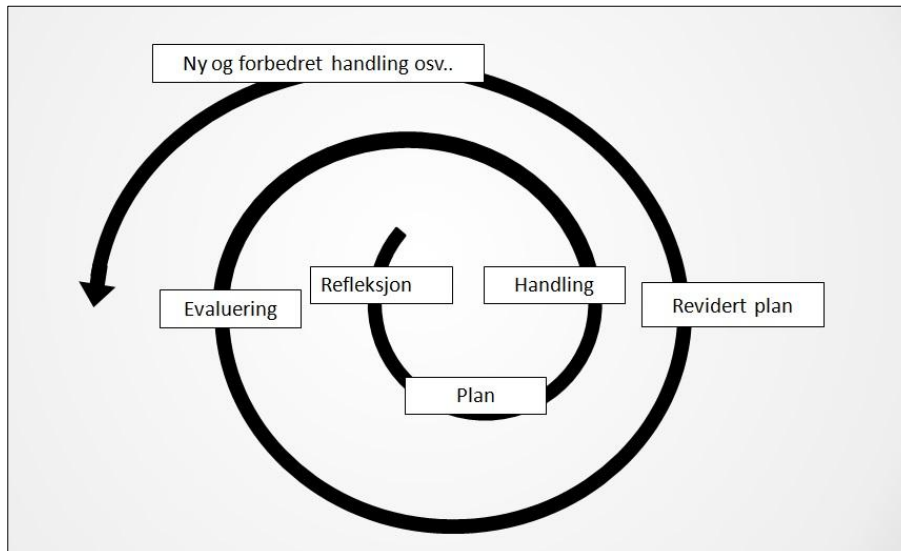 Ny og forbedret handling osv..
Refleksjon
Handling
Evaluering
Revidert plan
Plan